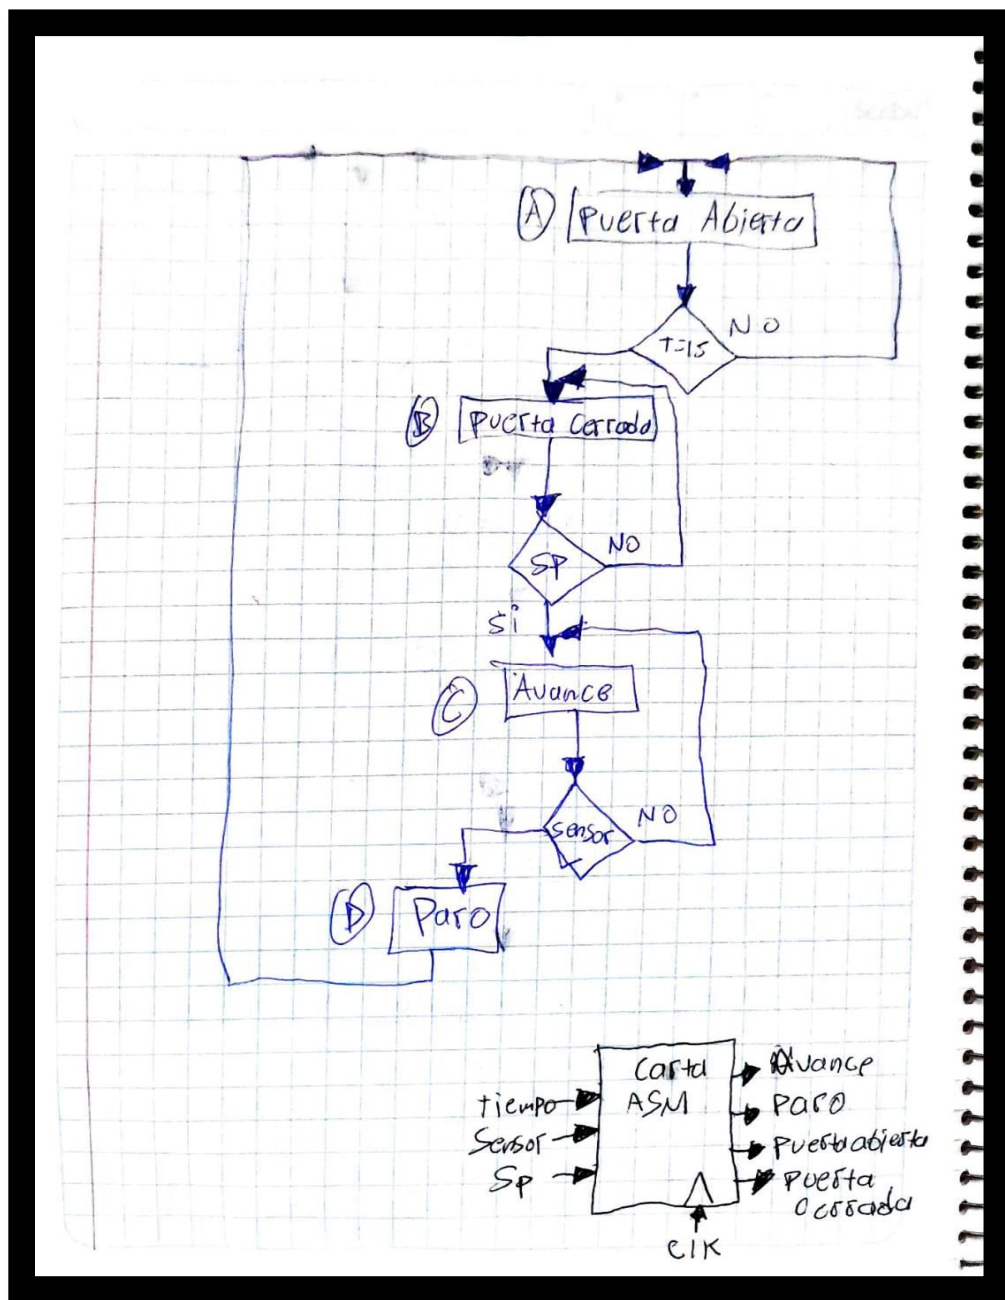 A Puerta Abierta
T=15 NO
B Puerta Cerrada
SP NO
Si
C Avance
sensor NO
D Paro
Carta
ASM
tiempo
Sensor
Sp
Avance
Paro
Puerta abierta
Puerta
cerrada
Clk